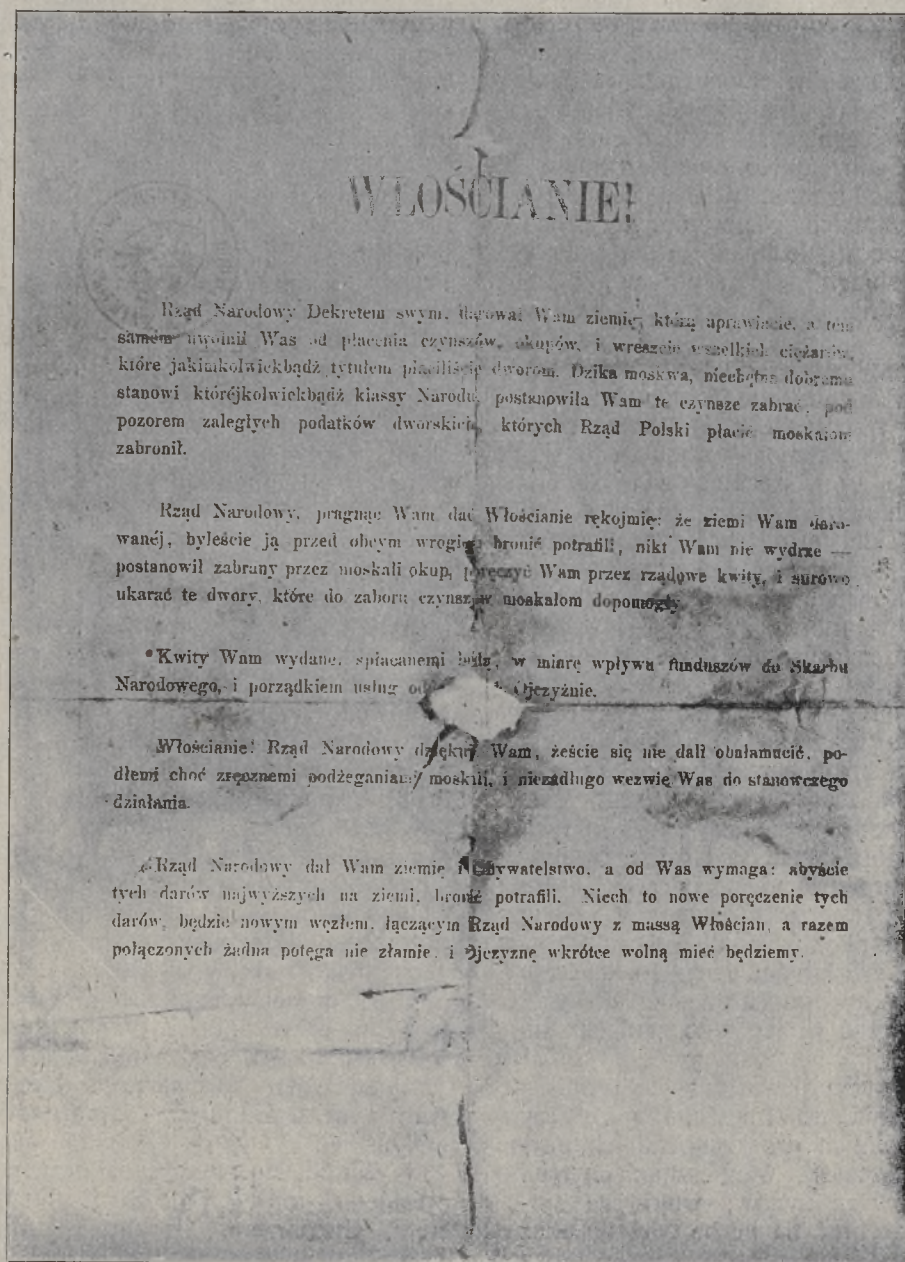 WŁOŚCIANIE!
Rząd Narodowy Dekretem swym, darował Wam ziemię, którą uprawiacie, a tem
samém uwolnił Was od płacenia czynszów, okupów, i wreszcie wszelkich ciężarów,
które jakimkolwiekbądź tytułem płaciliście dworom. Dzika moskwa, niechętna dobremu
stanowi którejkolwiekbądź klassy Narodu, postanowiła Wam te czynsze zabrać, pod
pozorem zaległych podatków dworskich, których Rząd Polski płacić moskalom
zabronił.
Rząd Narodowy, pragnąc Wam dać Włościanie rękojmię: że ziemi Wam daro-
wanéj, byleście ją przed obcym wrogiem bronić potrafili, nikt Wam nie wydrze —
postanowił zabrany przez moskali okup, poręczyć Wam przez rządowe kwity, i surowo
ukarać te dwory, które do zaboru czynszów moskalom dopomogły.
Kwity Wam wydane, spłacanemi będą, w miarę wpływu funduszów do Skarbu
Narodowego, i porządkiem usług Ojczyźnie.
Włościanie! Rząd Narodowy dziękuje Wam, żeście się nie dali obałamucić, po-
dłemi choć zręcznemi podżeganiami moskali, i niezadługo wezwie Was do stanowczego
działania.
Rząd Narodowy dał Wam ziemię i Obywatelstwo, a od Was wymaga: abyście
tych darów najwyższych na ziemi, bronić potrafili. Niech to nowe poręczenie tych
darów, będzie nowym węzłem, łączącym Rząd Narodowy z massą Włościan, a razem
połączonych żadna potęga nie złamie, i Ojczyznę wkrótce wolną mieć będziemy.